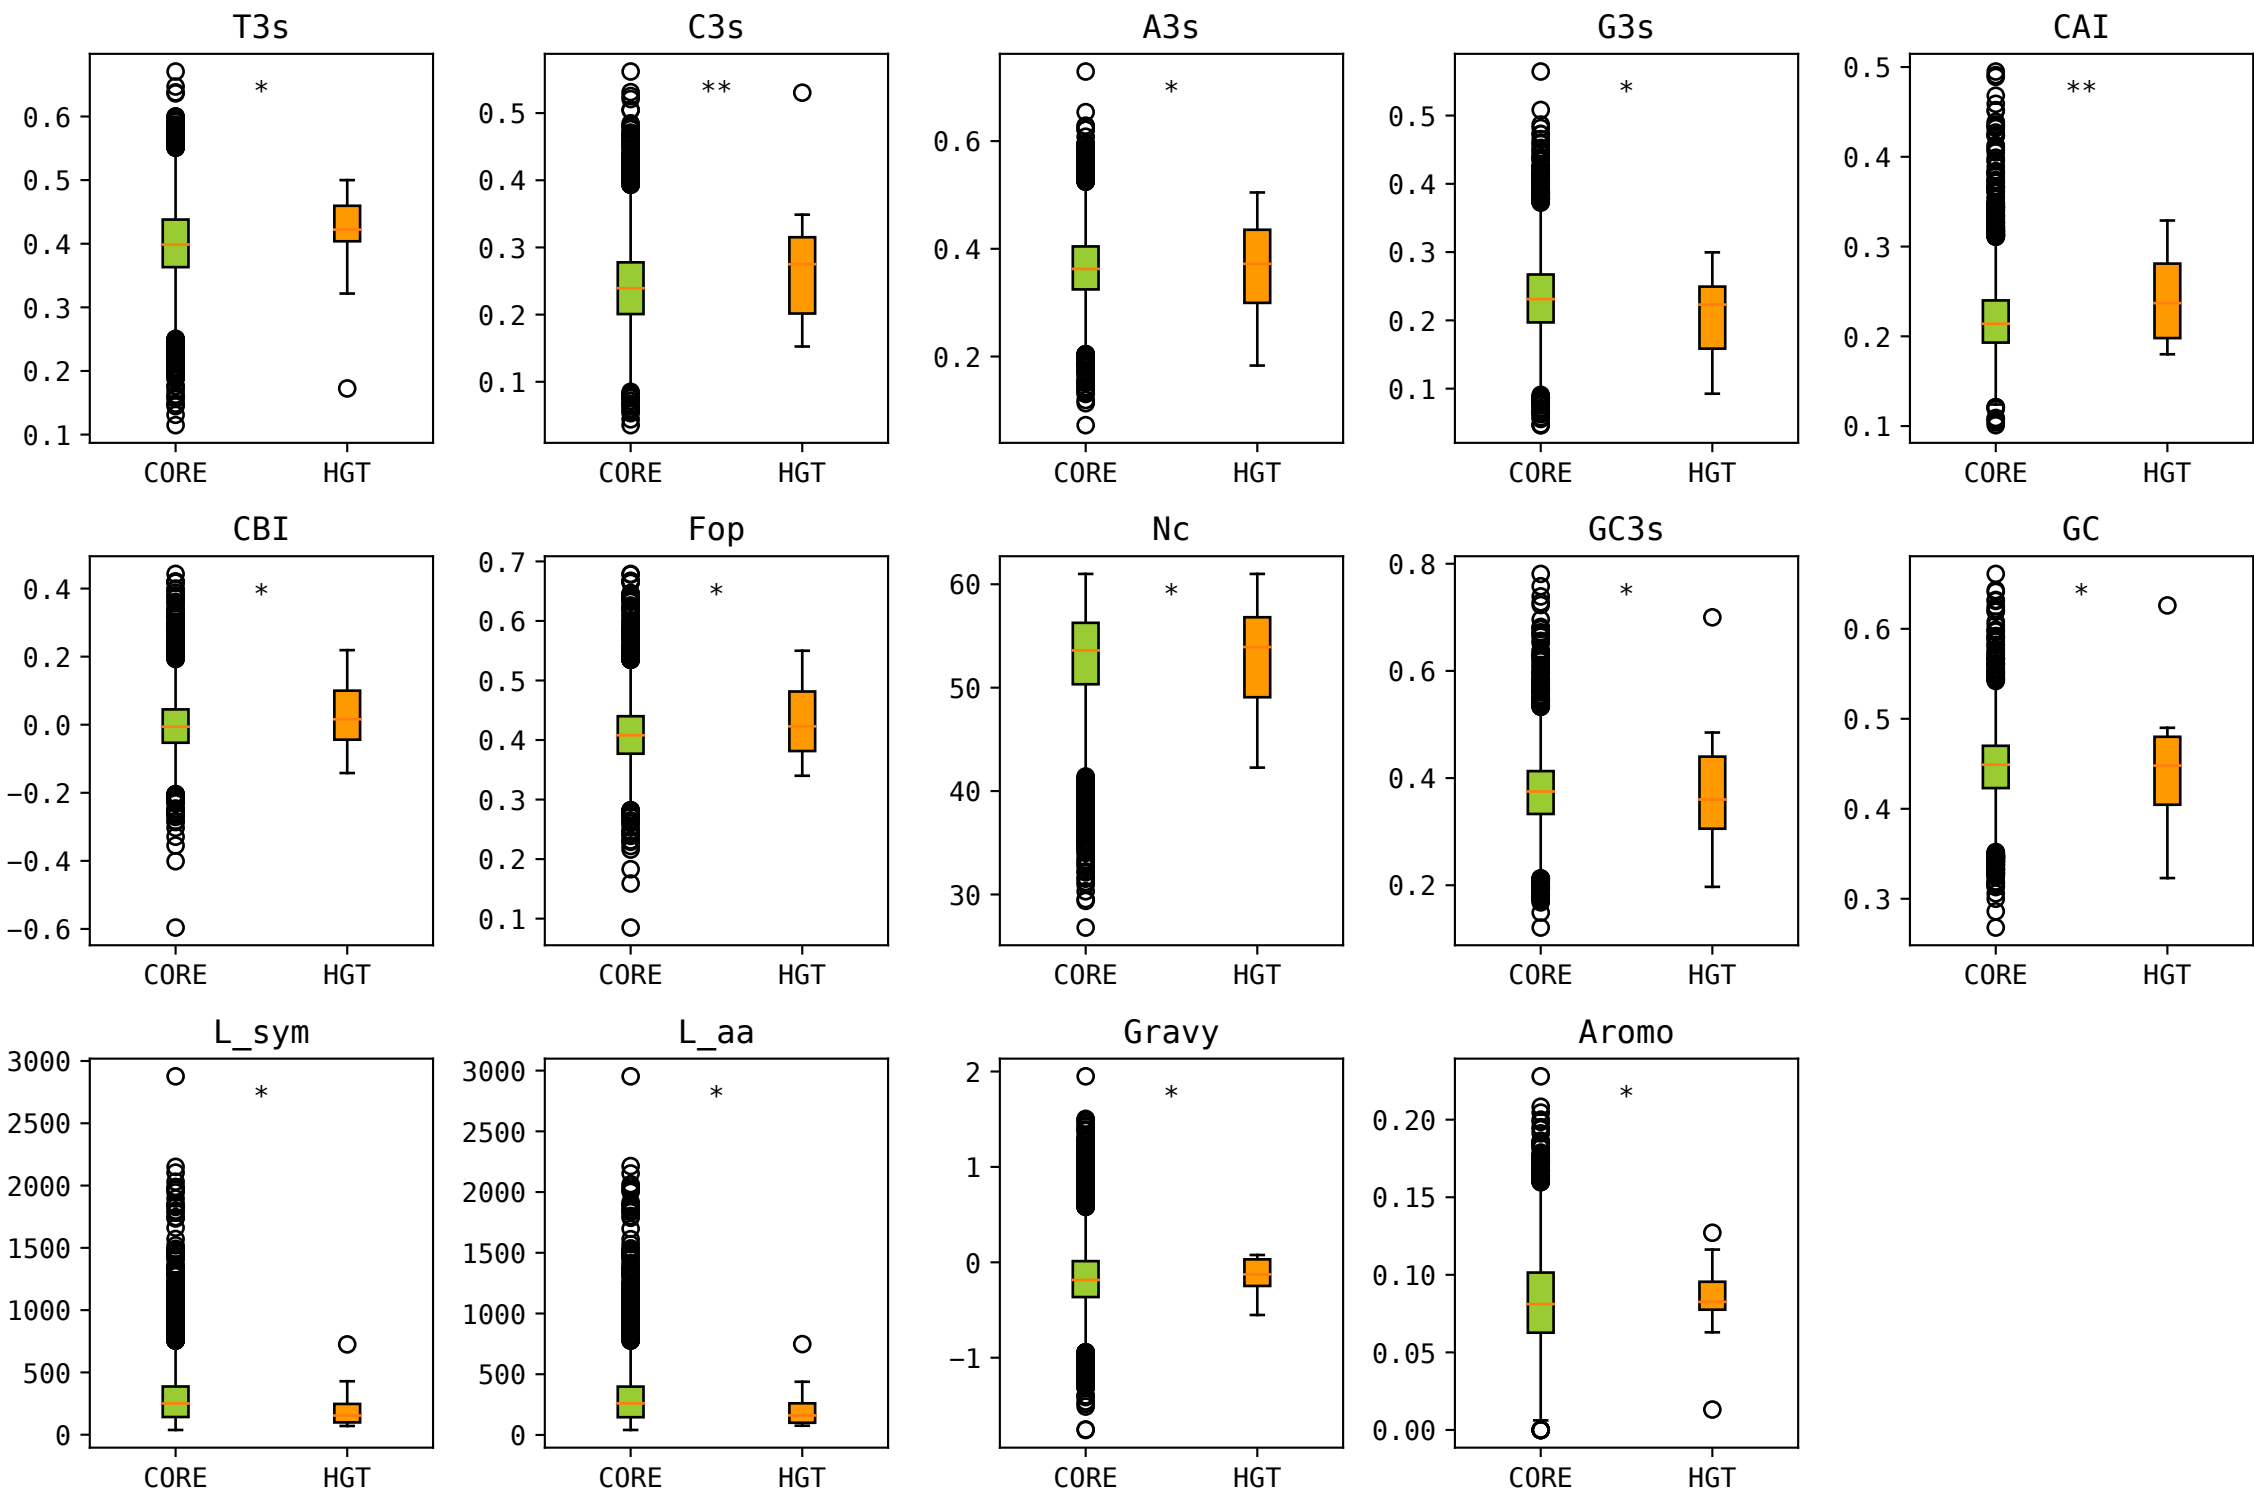 T3s
C3s
A3s
G3s
CAI
0.6
0.5
0.4
0.3
0.2
0.1
*
CORE
HGT
0.5
0.4
0.3
0.2
0.1
**
CORE
HGT
0.6
0.4
0.2
*
CORE
HGT
0.5
0.4
0.3
0.2
0.1
*
CORE
HGT
0.5
0.4
0.3
0.2
0.1
**
CORE
HGT
CBI
Fop
Nc
GC3s
GC
0.4
0.2
0.0
−0.2
−0.4
−0.6
*
CORE
HGT
0.7
0.6
0.5
0.4
0.3
0.2
0.1
*
CORE
HGT
60
50
40
30
*
CORE
HGT
0.8
0.6
0.4
0.2
*
CORE
HGT
0.6
0.5
0.4
0.3
*
CORE
HGT
L_sym
L_aa
Gravy
Aromo
3000
2500
2000
1500
1000
500
0
*
CORE
HGT
3000
2500
2000
1500
1000
500
0
*
CORE
HGT
2
1
0
−1
*
CORE
HGT
0.20
0.15
0.10
0.05
0.00
*
CORE
HGT